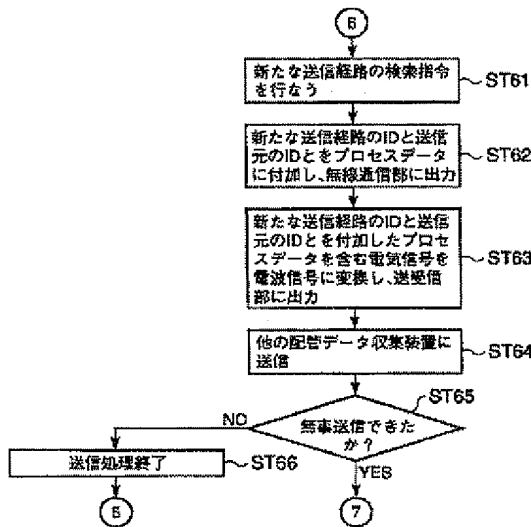 6
新たな送信経路の検索指令
を行なう
ST61
新たな送信経路のIDと送信
元のIDとをプロセスデータ
に付加し、無線通信部に出力
ST62
新たな送信経路のIDと送信
元のIDとを付加したプロセ
スデータを含む電気信号を
電波信号に変換し、送受信
部に出力
ST63
他の配管データ収集装置に
送信
ST64
ST65
無事送信できた
か？
NO
送信処理終了
ST66
YES
5
7